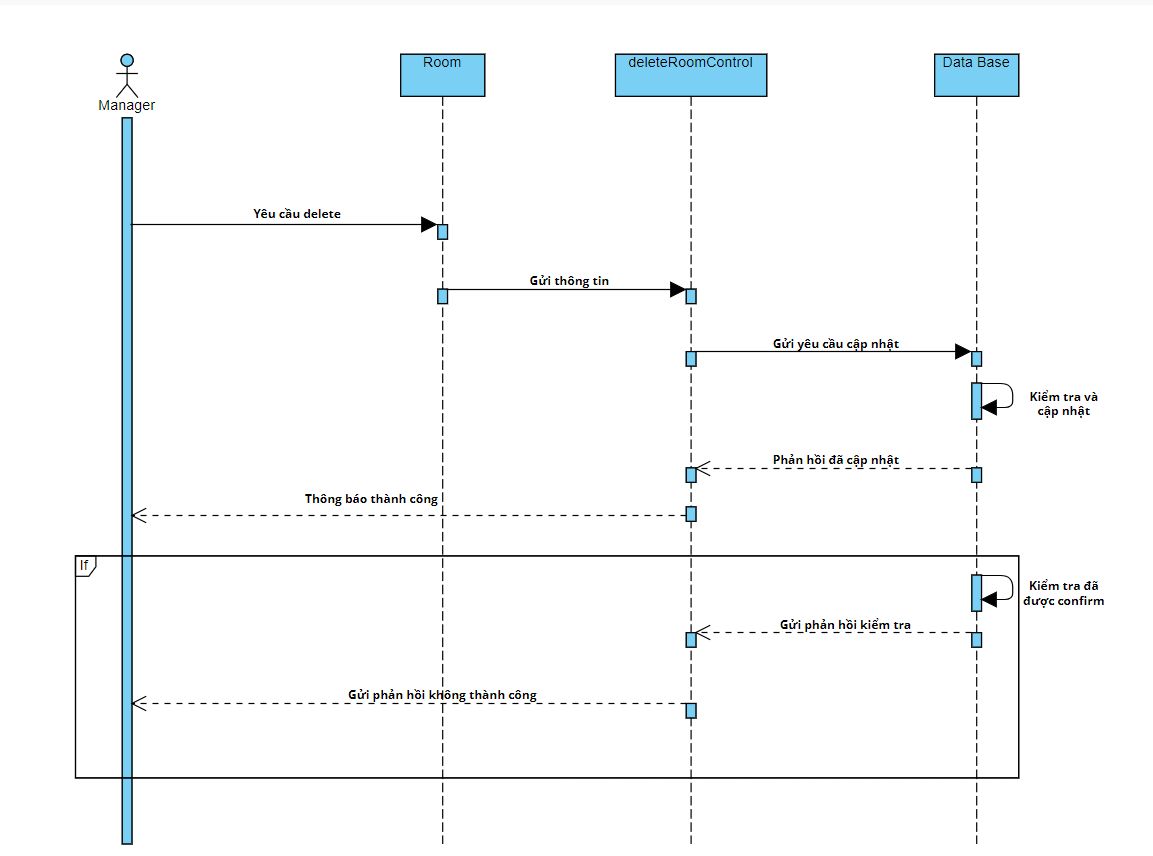 Manager
Room
deleteRoomControl
Data Base
Yêu cầu delete
Gửi thông tin
Gửi yêu cầu cập nhật
Kiểm tra và
cập nhật
Phản hồi đã cập nhật
Thông báo thành công
If
Kiểm tra đã
được confirm
Gửi phản hồi kiểm tra
Gửi phản hồi không thành công